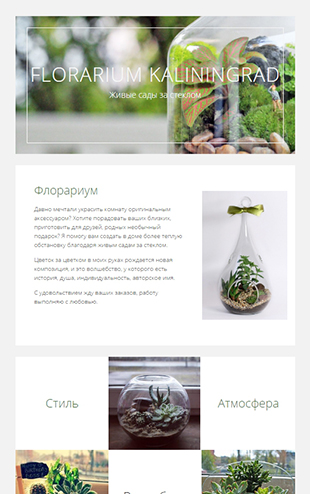 FLORARIUM KALININGRAD
Живые сады за стеклом
Флорариум
Давно мечтали украсить комнату оригинальным
аксессуаром? Хотите порадовать ваших близких,
приготовить для друзей, родных необычный
подарок? Я помогу вам создать в доме более теплую
обстановку благодаря живым садам за стеклом.
Цветок за цветком в моих руках рождается новая
композиция, и это волшебство, у которого есть
история, душа, индивидуальность, авторское имя.
С удовольствием жду ваших заказов, работу
выполняю с любовью.
Стиль
Атмосфера